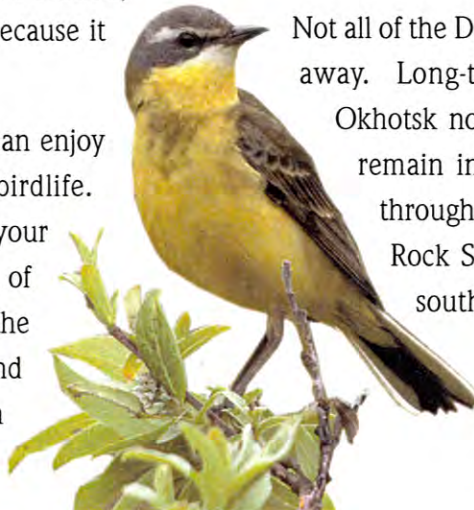 ecause it
an enjoy
birdlife.
your
of
he
nd
Not all of the D
away. Long-t
Okhotsk no
remain in
through
Rock S
south